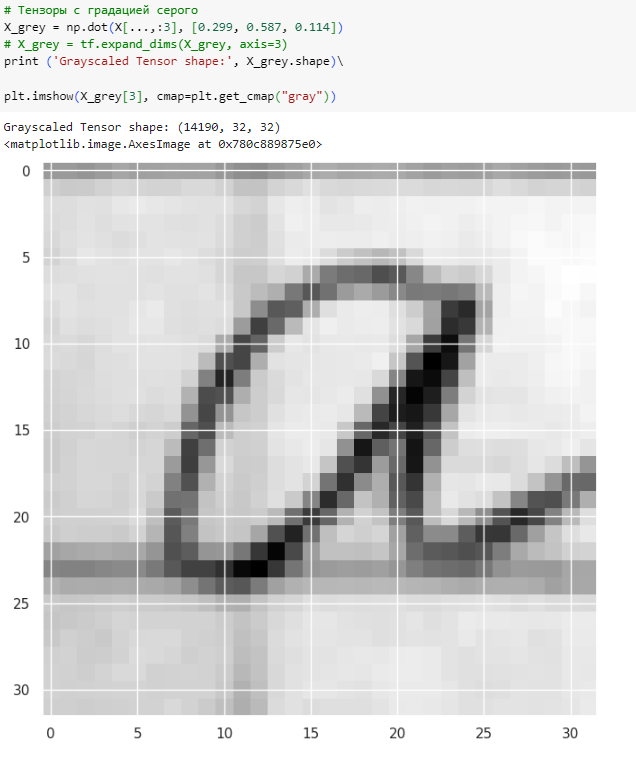 # Тензоры с градацией серого
X_grey = np.dot(X[...,:3], [0.299, 0.587, 0.114])
# X_grey = tf.expand_dims(X_grey, axis=3)
print ('Grayscaled Tensor shape:', X_grey.shape)\
plt.imshow(X_grey[3], cmap=plt.get_cmap("gray"))
Grayscaled Tensor shape: (14190, 32, 32)
<matplotlib.image.AxesImage at 0x780c889875e0>
0
5
10
15
20
25
30
а
0 5 10 15 20 25 30